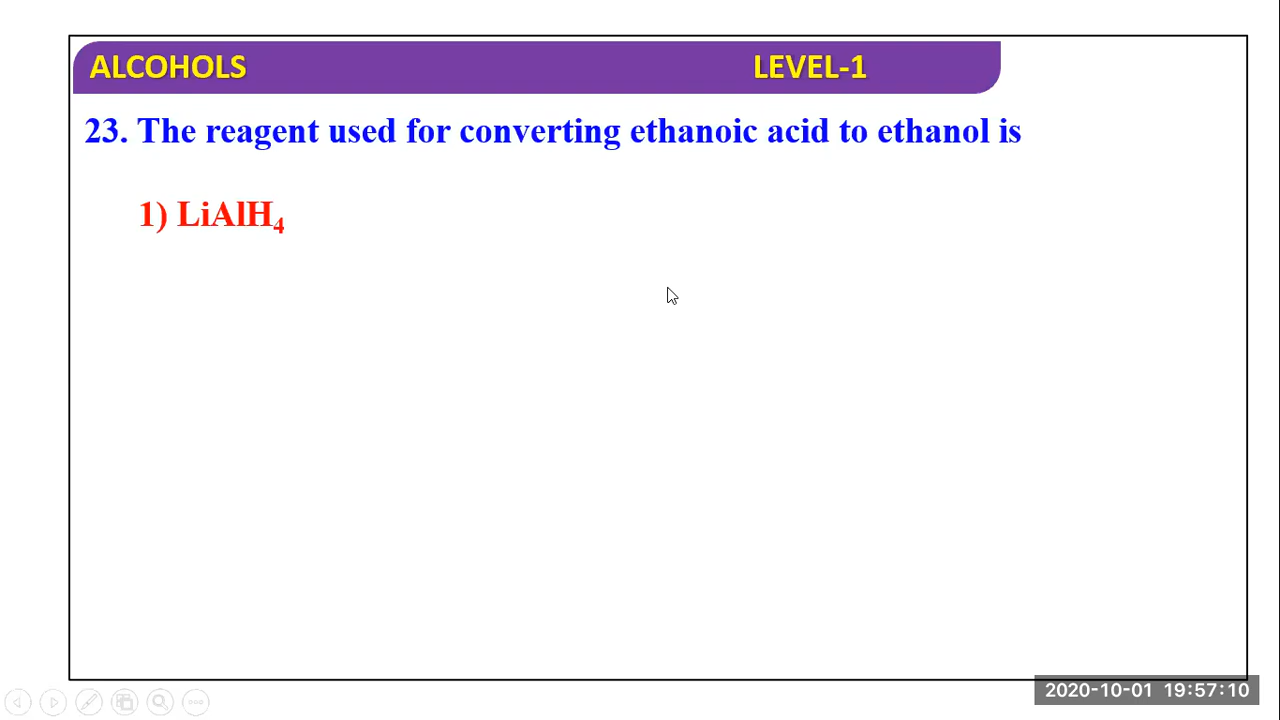 ALCOHOLS LEVEL-1
23. The reagent used for converting ethanoic acid to ethanol is
1) LiAlH₄
2020-10-01 19:57:10